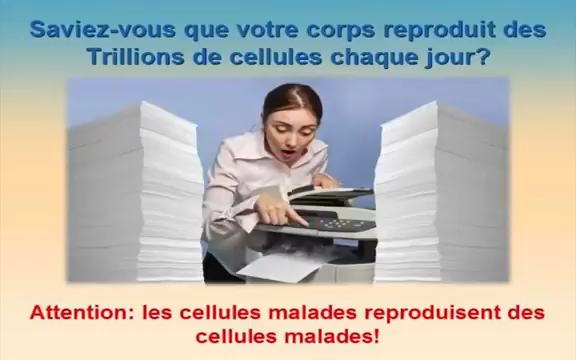 Saviez-vous que votre corps reproduit des
Trillions de cellules chaque jour?
Attention: les cellules malades reproduisent des
cellules malades!